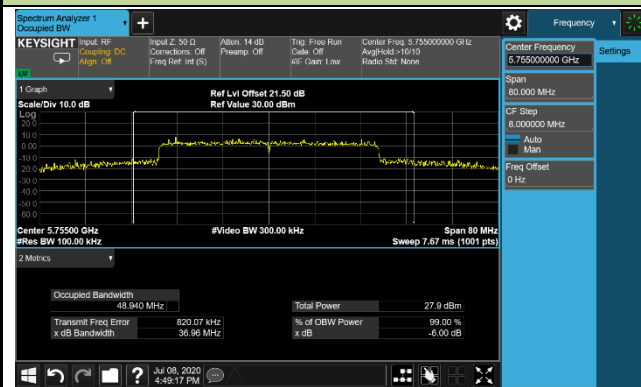 Spectrum Analyzer 1
Occupied BW
Frequency
KEYSIGHT
Input: RF
Coupling: DC
Align: Off
Input Z: 50 Ω
Corrections: Off
Freq Ref: Int (S)
Atten: 14 dB
Preamp: Off
Trig: Free Run
Gate: Off
#IF Gain: Low
Center Freq: 5.755000000 GHz
Avg|Hold:>10/10
Radio Std: None
LXI
1 Graph
Scale/Div 10.0 dB
Ref Lvl Offset 21.50 dB
Ref Value 30.00 dBm
Log
20.0
10.0
0.00
-10.0
-20.0
-30.0
-40.0
-50.0
-60.0
Center 5.75500 GHz
#Res BW 100.00 kHz
#Video BW 300.00 kHz
Span 80 MHz
Sweep 7.67 ms (1001 pts)
2 Metrics
Occupied Bandwidth
48.940 MHz
Total Power
27.9 dBm
Transmit Freq Error
820.07 kHz
% of OBW Power
99.00 %
x dB Bandwidth
36.96 MHz
x dB
-6.00 dB
Center Frequency
5.755000000 GHz
Settings
Span
80.000 MHz
CF Step
8.000000 MHz
Auto
Man
Freq Offset
0 Hz
?
Jul 08, 2020
4:49:17 PM